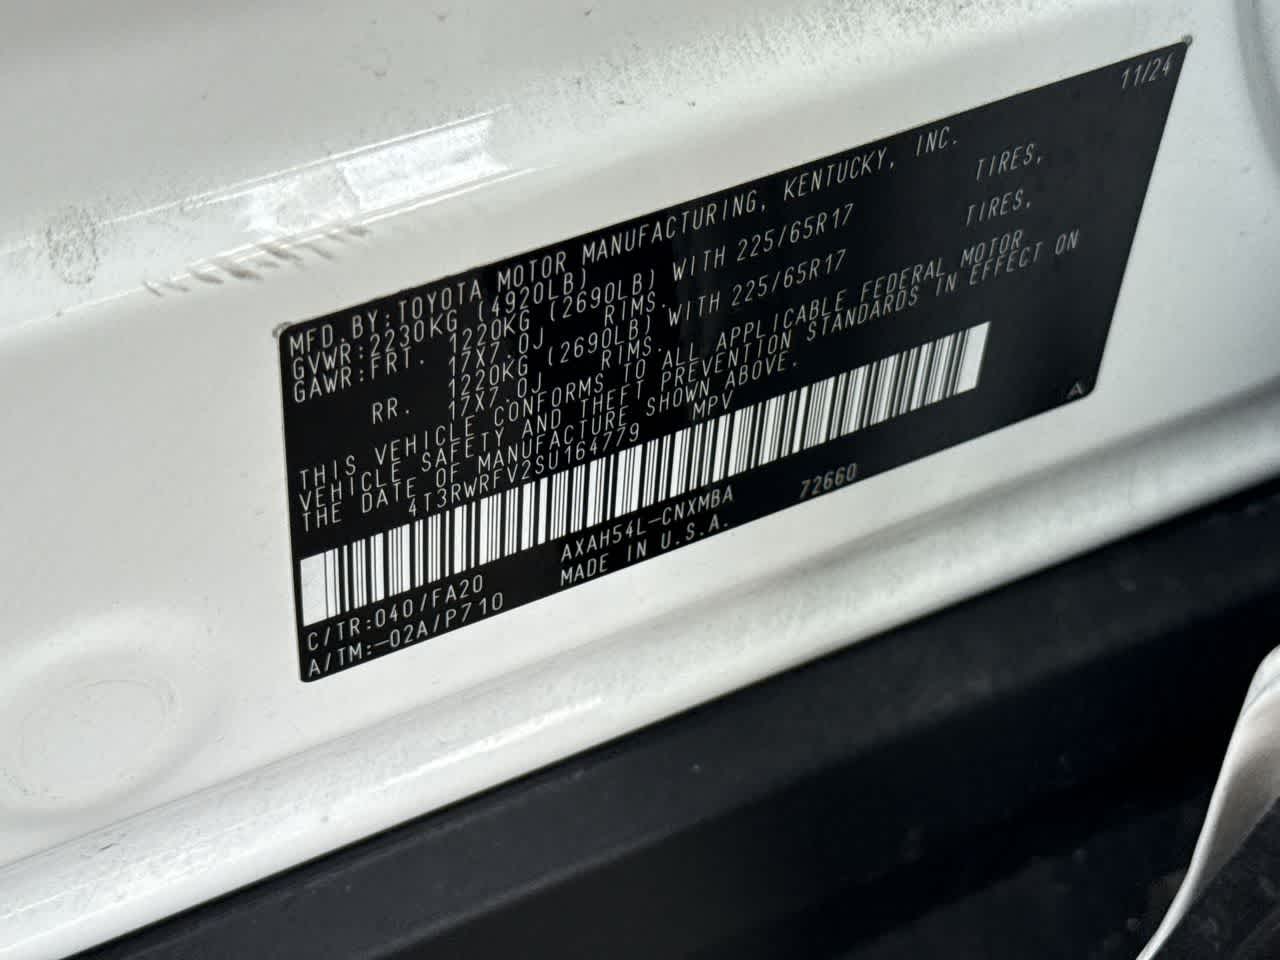 11/24
MFD.BY:TOYOTA MOTOR MANUFACTURING, KENTUCKY, INC.
GVWR:2230KG (4920LB)
GAWR:FRT. 1220KG (2690LB) WITH 225/65R17 TIRES,
17X7.0J RIMS.
RR. 1220KG (2690LB) WITH 225/65R17 TIRES,
17X7.0J RIMS.
THIS VEHICLE CONFORMS TO ALL APPLICABLE FEDERAL MOTOR
VEHICLE SAFETY AND THEFT PREVENTION STANDARDS IN EFFECT ON
THE DATE OF MANUFACTURE SHOWN ABOVE.
4T3RWRFV2SU164779 MPV
C/TR:040/FA20 AXAH54L-CNXMBA 72660
A/TM:-02A/P710 MADE IN U.S.A.
A